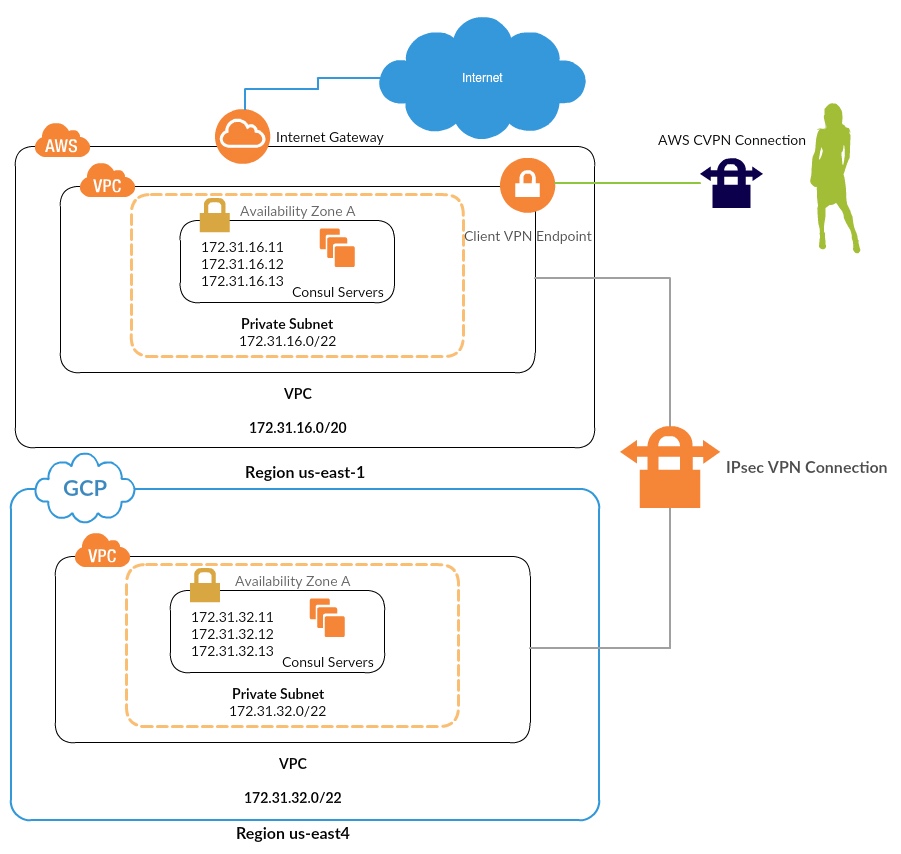 Internet
Internet Gateway
AWS CVPN Connection
AWS
VPC
Availability Zone A
172.31.16.11
172.31.16.12
172.31.16.13
Consul Servers
Client VPN Endpoint
Private Subnet
172.31.16.0/22
VPC
172.31.16.0/20
Region us-east-1
IPsec VPN Connection
GCP
VPC
Availability Zone A
172.31.32.11
172.31.32.12
172.31.32.13
Consul Servers
Private Subnet
172.31.32.0/22
VPC
172.31.32.0/22
Region us-east4